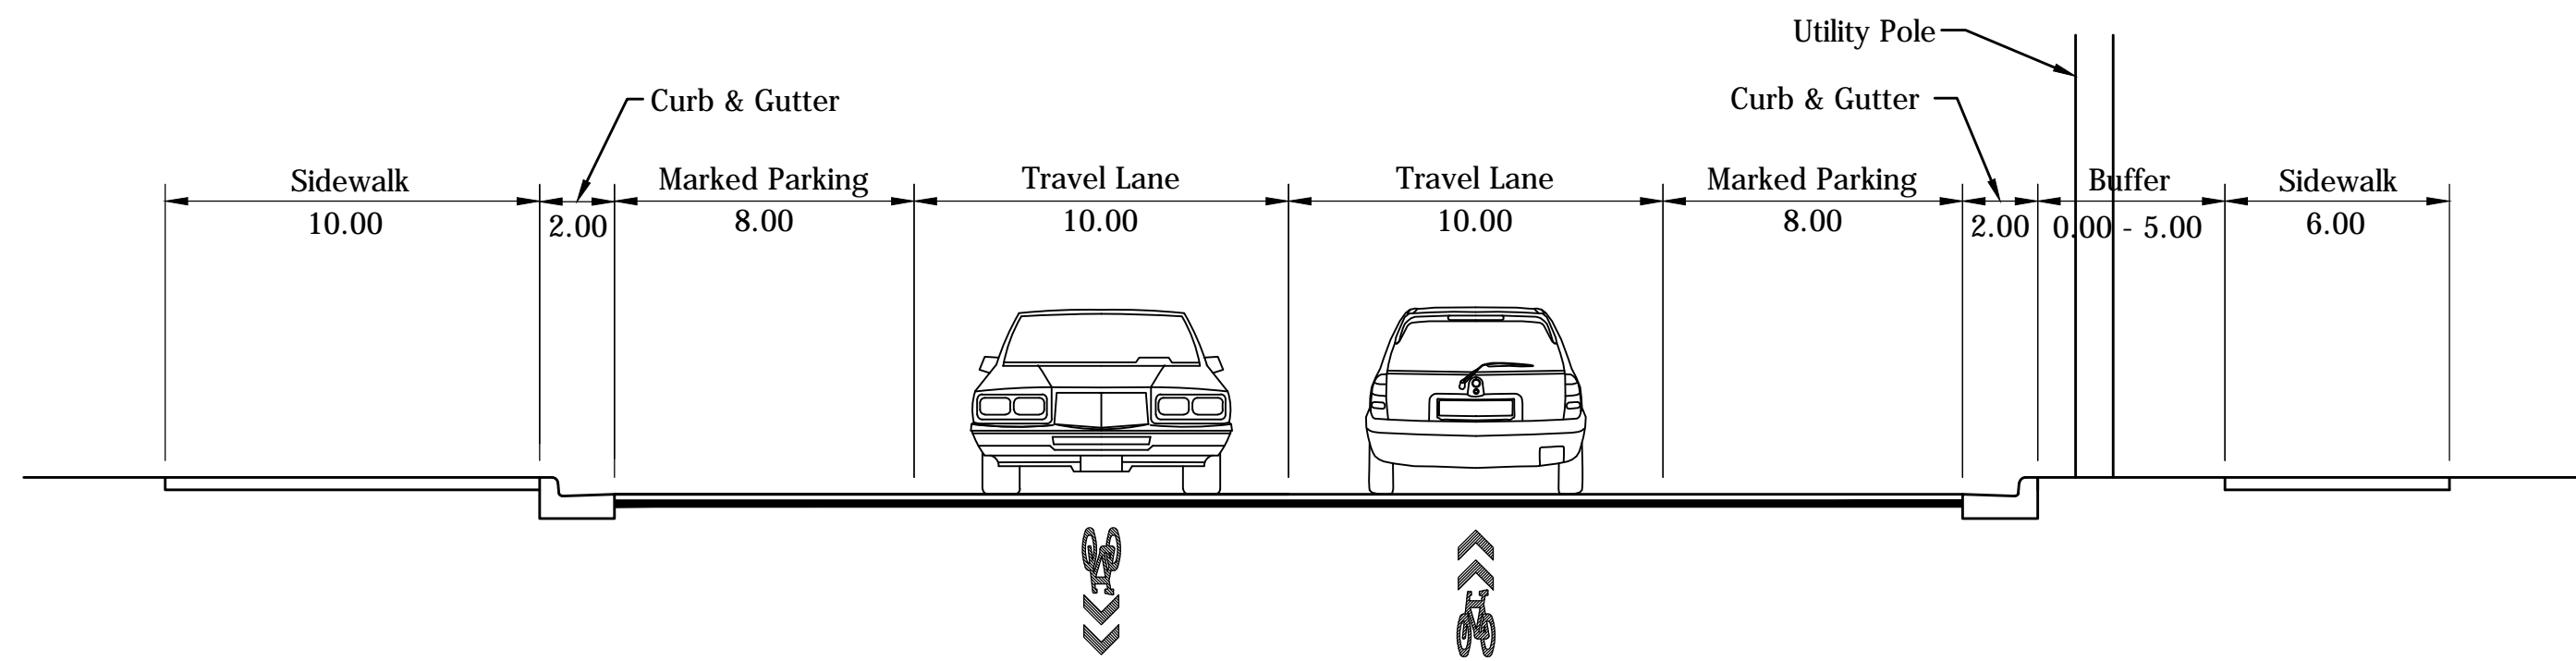 Utility Pole
Curb & Gutter
Curb & Gutter
Sidewalk
Marked Parking
Travel Lane
Travel Lane
Marked Parking
Buffer
Sidewalk
10.00
2.00
8.00
10.00
10.00
8.00
2.00
0.00 - 5.00
6.00